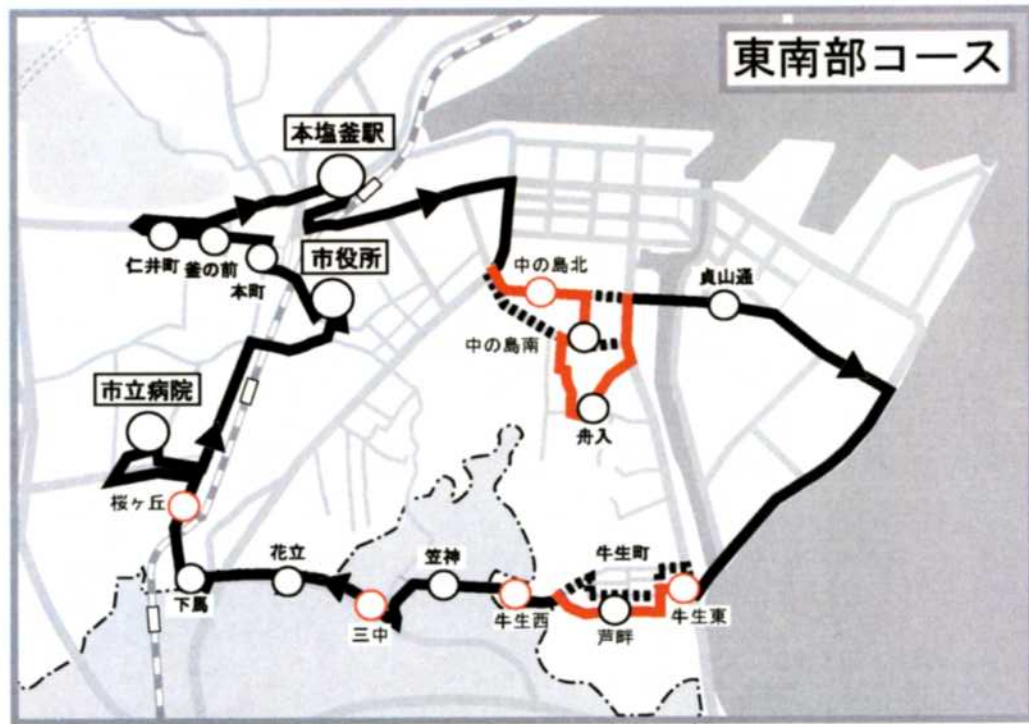 東南部コース
本塩釜駅
仁井町
釜の前
本町
市役所
中の島北
貞山通
中の島南
舟入
市立病院
桜ヶ丘
花立
笠神
牛生町
下馬
三中
牛生西
芦畔
牛生東